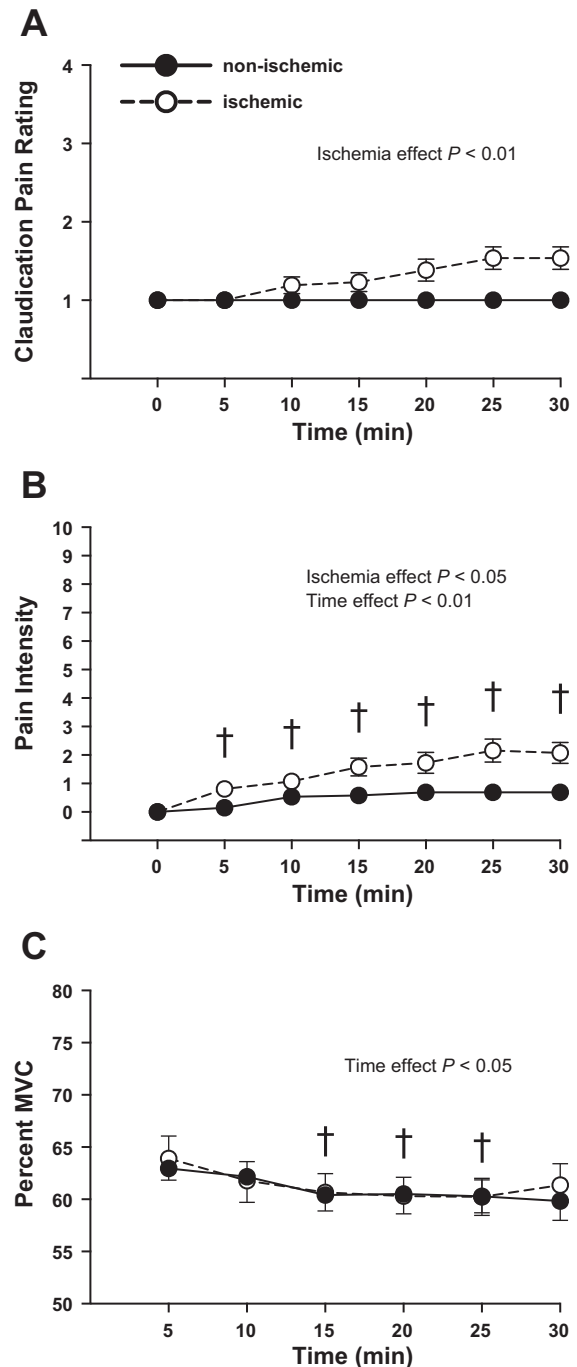 A
non-ischemic
ischemic
Ischemia effect P < 0.01
Claudication Pain Rating
4
3
2
1
0 5 10 15 20 25 30
Time (min)
B
Ischemia effect P < 0.05
Time effect P < 0.01
Pain Intensity
10
9
8
7
6
5
4
3
2
1
0
† † † † † †
0 5 10 15 20 25 30
Time (min)
C
Time effect P < 0.05
Percent MVC
80
75
70
65
60
55
50
† † †
5 10 15 20 25 30
Time (min)